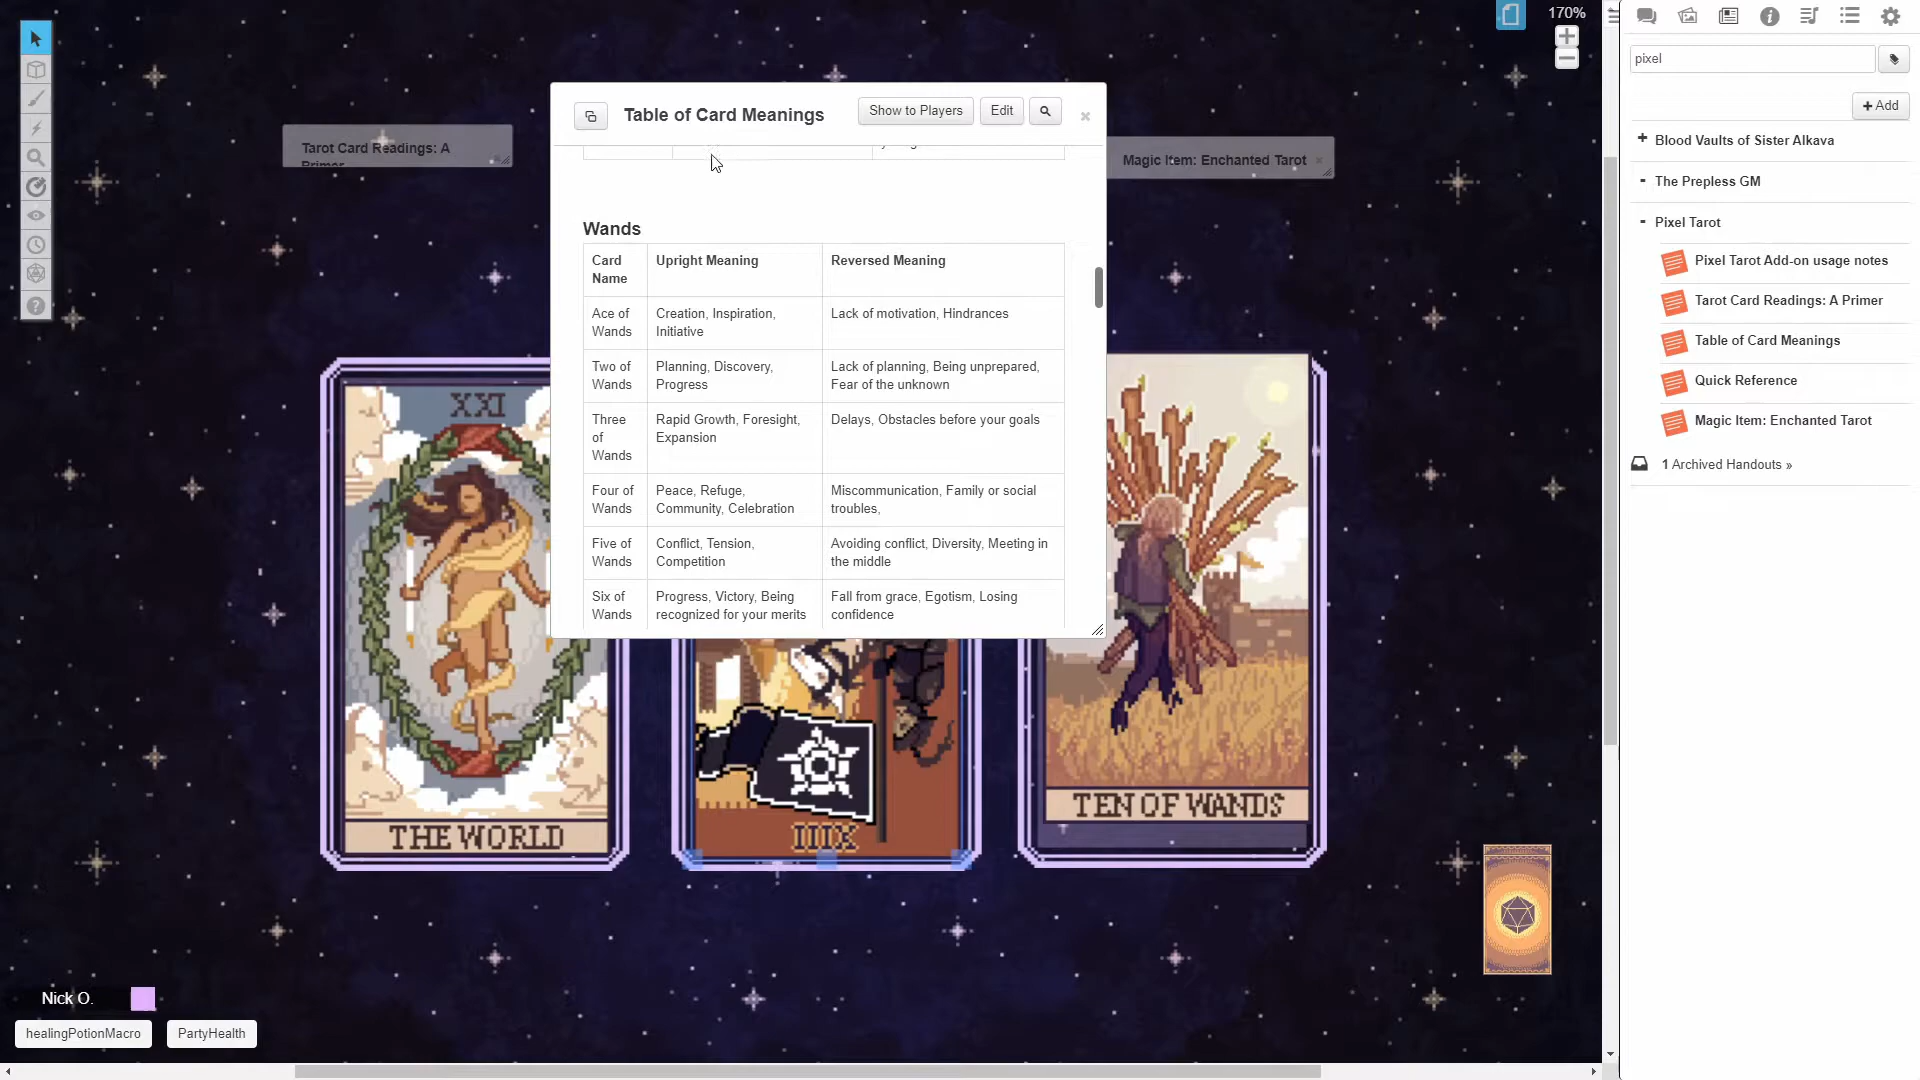 170%
pixel
Add
Blood Vaults of Sister Alkava
The Prepless GM
Pixel Tarot
Pixel Tarot Add-on usage notes
Tarot Card Readings: A Primer
Table of Card Meanings
Quick Reference
Magic Item: Enchanted Tarot
1 Archived Handouts »
Tarot Card Readings: A
Primer
Table of Card Meanings
Show to Players
Edit
Magic Item: Enchanted Tarot
Wands
Card
Name
Upright Meaning
Reversed Meaning
Ace of
Wands
Creation, Inspiration,
Initiative
Lack of motivation, Hindrances
Two of
Wands
Planning, Discovery,
Progress
Lack of planning, Being unprepared,
Fear of the unknown
Three
of
Wands
Rapid Growth, Foresight,
Expansion
Delays, Obstacles before your goals
Four of
Wands
Peace, Refuge,
Community, Celebration
Miscommunication, Family or social
troubles,
Five of
Wands
Conflict, Tension,
Competition
Avoiding conflict, Diversity, Meeting in
the middle
Six of
Wands
Progress, Victory, Being
recognized for your merits
Fall from grace, Egotism, Losing
confidence
XXI
THE WORLD
XIII
TEN OF WANDS
Nick O.
healingPotionMacro
PartyHealth